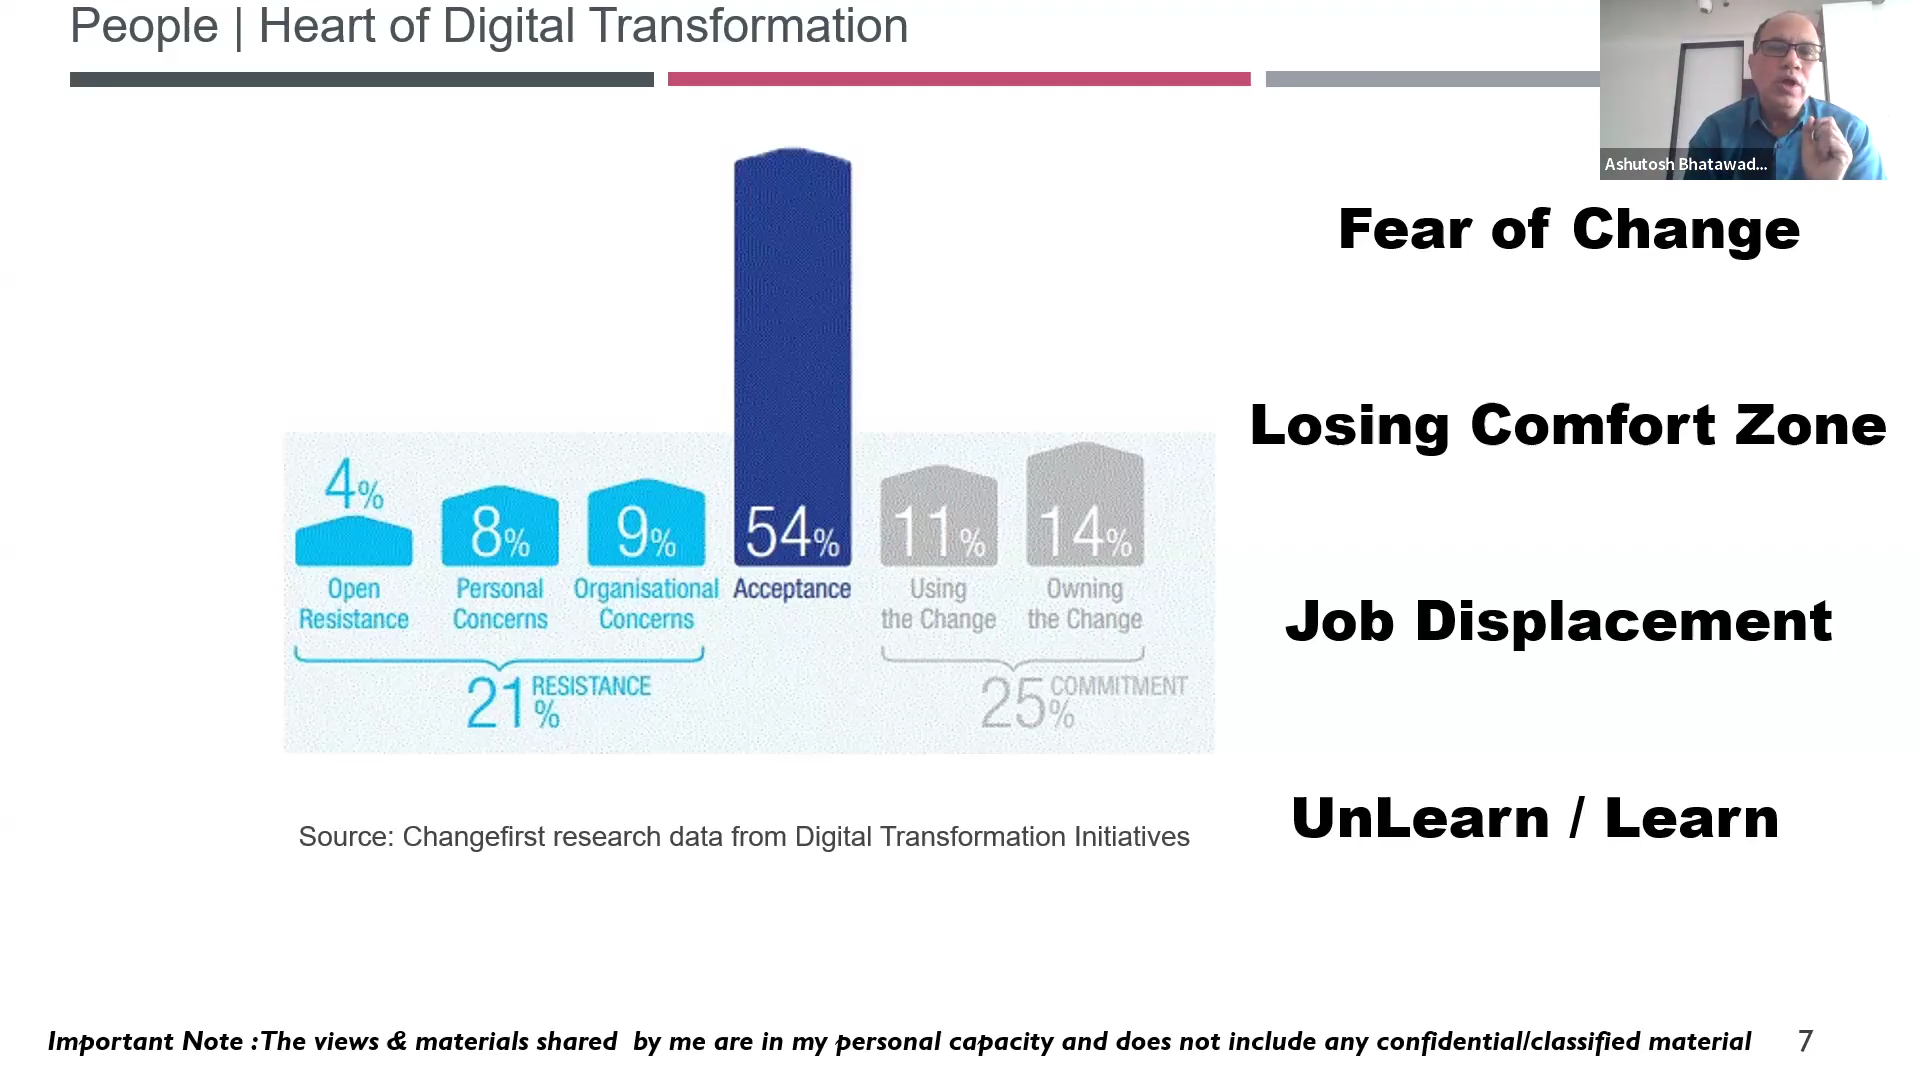 People | Heart of Digital Transformation
Ashutosh Bhatawad...
Fear of Change
Losing Comfort Zone
Job Displacement
UnLearn / Learn
4%
8%
9%
54%
11%
14%
Open
Resistance
Personal
Concerns
Organisational
Concerns
Acceptance
Using
the Change
Owning
the Change
21% RESISTANCE
25% COMMITMENT
Source: Changefirst research data from Digital Transformation Initiatives
Important Note :The views & materials shared by me are in my personal capacity and does not include any confidential/classified material
7